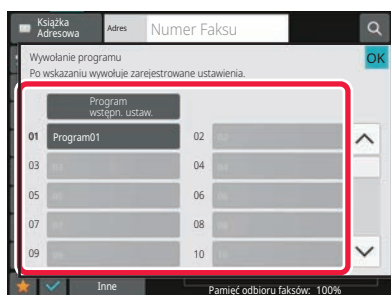 Książka
Adresowa
Adres
Numer Faksu
Wywołanie programu
Po wskazaniu wywołuje zarejestrowane ustawienia.
OK
Program
wstępn. ustaw.
01 Program01
02
03
04
05
06
07
08
09
10 10
Inne
Pamięć odbioru faksów: 100%